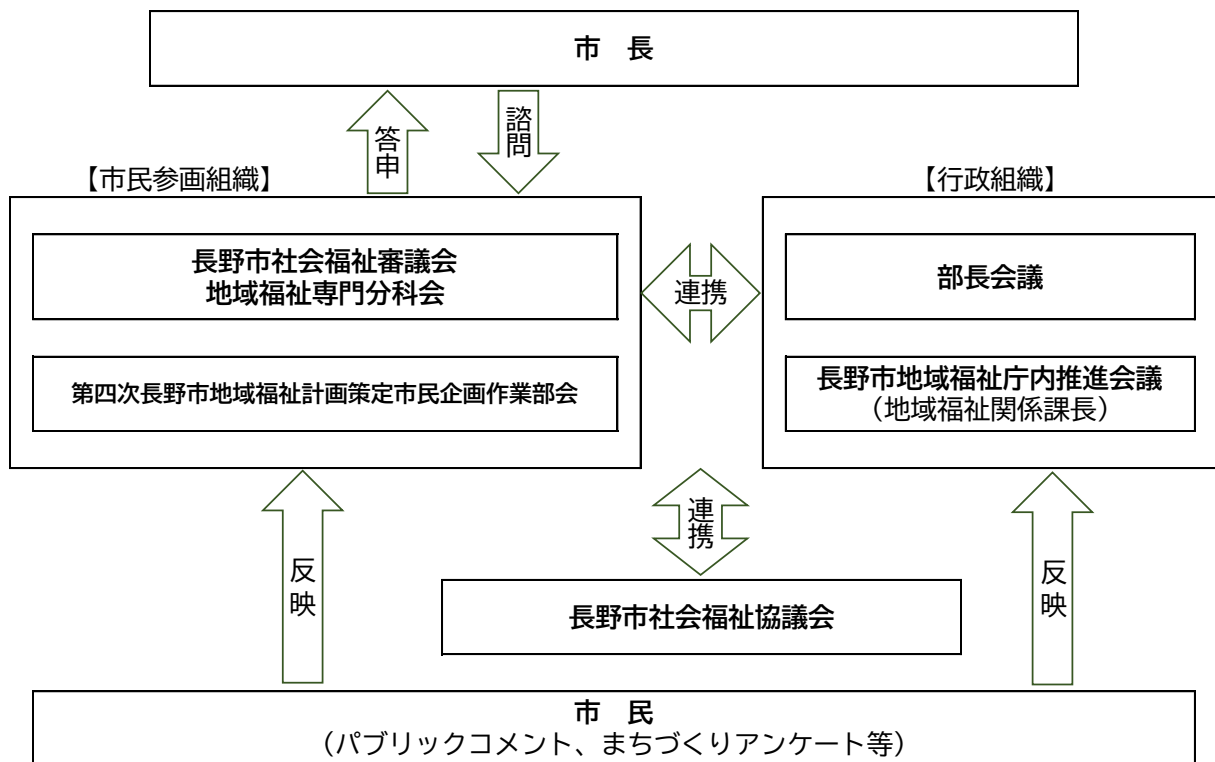 市 長
答申
諮問
【市民参画組織】
【行政組織】
長野市社会福祉審議会
地域福祉専門分科会
連携
部長会議
第四次長野市地域福祉計画策定市民企画作業部会
長野市地域福祉庁内推進会議
（地域福祉関係課長）
反映
連携
反映
長野市社会福祉協議会
市 民
（パブリックコメント、まちづくりアンケート等）